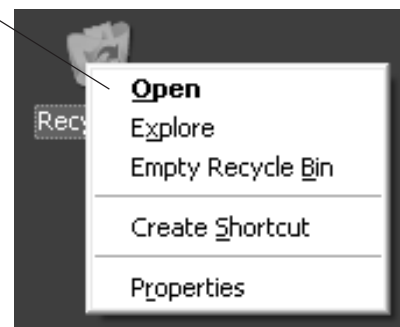 Open
Recy
Explore
Empty Recycle Bin
Create Shortcut
Properties